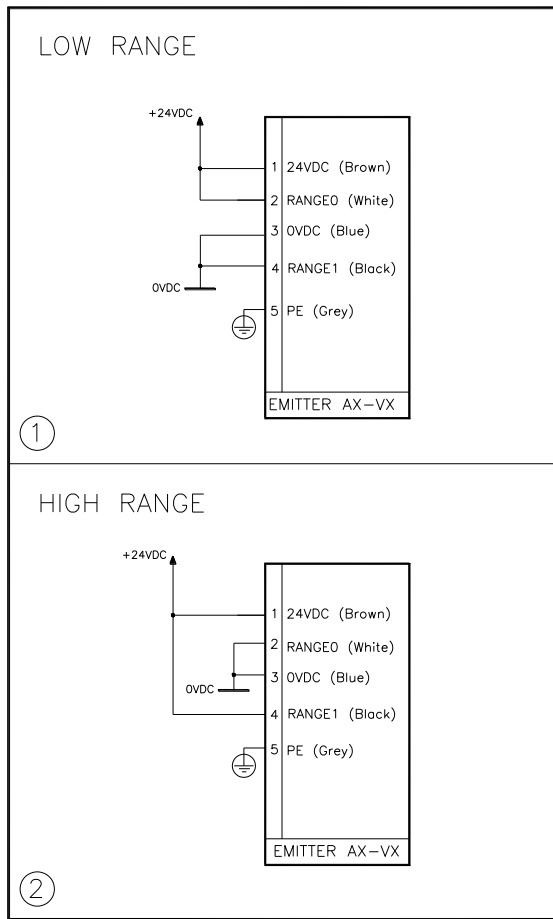 LOW RANGE
+24VDC
1 24VDC (Brown)
2 RANGE0 (White)
3 0VDC (Blue)
4 RANGE1 (Black)
0VDC
5 PE (Grey)
EMITTER AX-VX
1
HIGH RANGE
+24VDC
1 24VDC (Brown)
2 RANGE0 (White)
3 0VDC (Blue)
0VDC
4 RANGE1 (Black)
5 PE (Grey)
EMITTER AX-VX
2